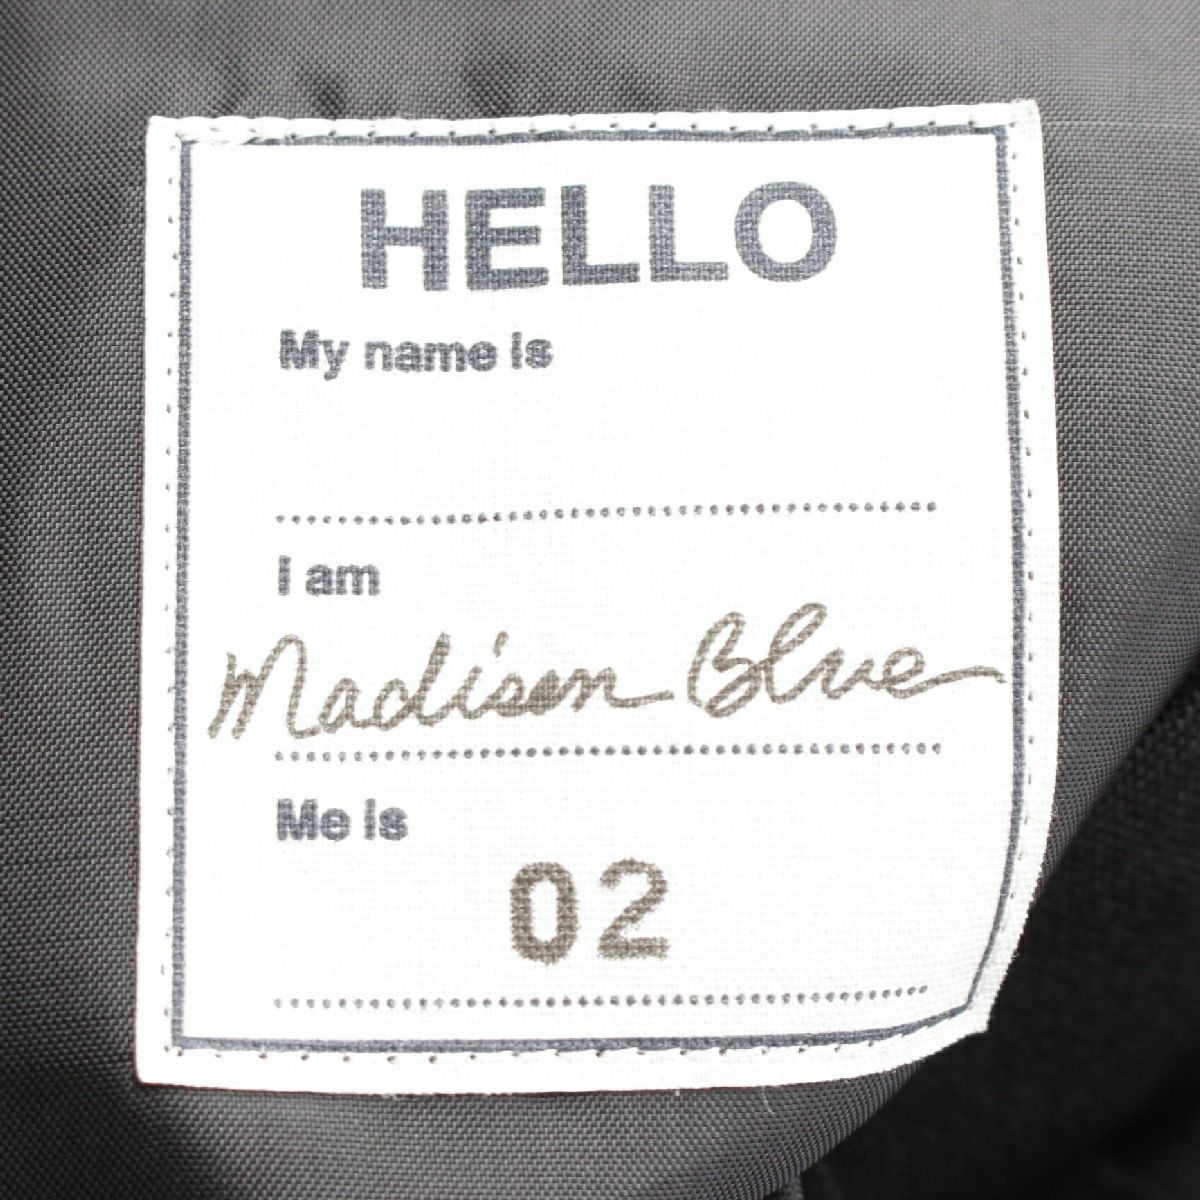 HELLO
My name is
I am
Madison Blue
Me is
02